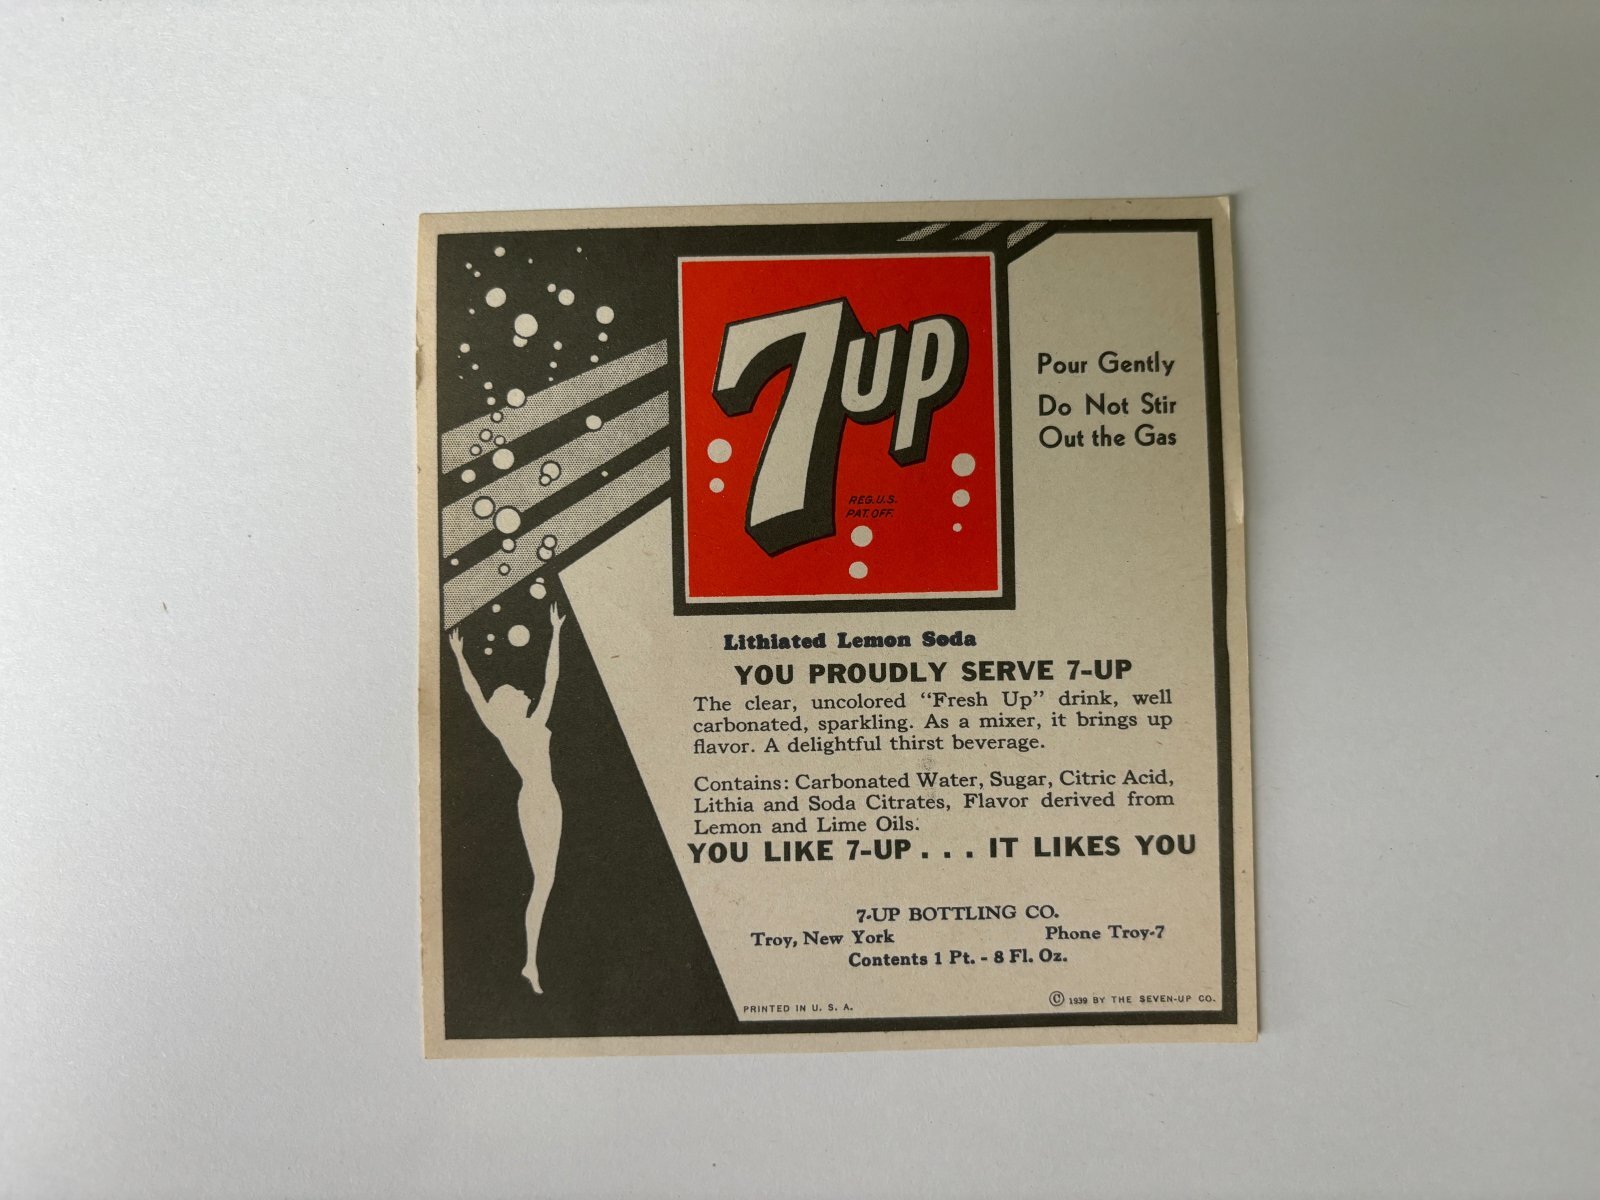 7up
REG. U.S.
PAT. OFF.
Pour Gently
Do Not Stir
Out the Gas
Lithiated Lemon Soda
YOU PROUDLY SERVE 7-UP
The clear, uncolored “Fresh Up” drink, well
carbonated, sparkling. As a mixer, it brings up
flavor. A delightful thirst beverage.
Contains: Carbonated Water, Sugar, Citric Acid,
Lithia and Soda Citrates, Flavor derived from
Lemon and Lime Oils.
YOU LIKE 7-UP . . . IT LIKES YOU
7-UP BOTTLING CO.
Troy, New York Phone Troy-7
Contents 1 Pt. - 8 Fl. Oz.
PRINTED IN U. S. A. © 1939 BY THE SEVEN-UP CO.